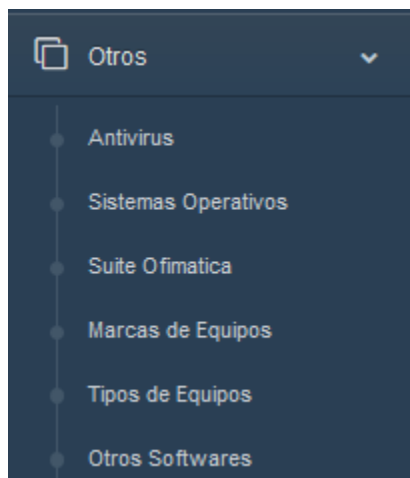 Otros
Antivirus
Sistemas Operativos
Suite Ofimatica
Marcas de Equipos
Tipos de Equipos
Otros Softwares